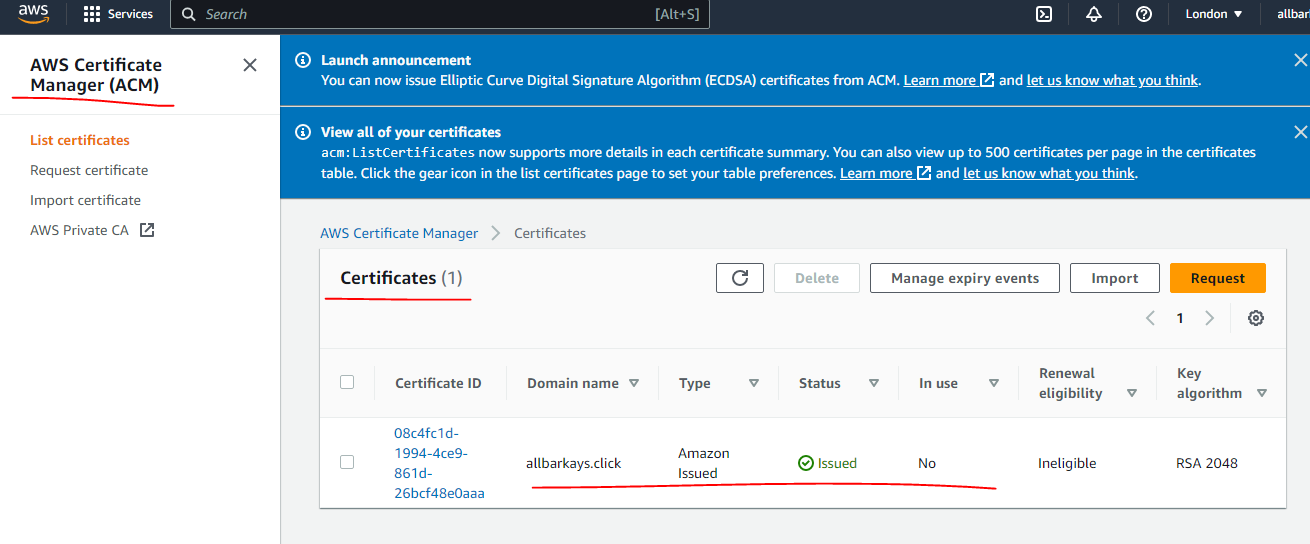 aws
Services
Search
[Alt+S]
London
allbar
AWS Certificate
Manager (ACM)
List certificates
Request certificate
Import certificate
AWS Private CA
Launch announcement
You can now issue Elliptic Curve Digital Signature Algorithm (ECDSA) certificates from ACM. Learn more and let us know what you think.
View all of your certificates
acm:ListCertificates now supports more details in each certificate summary. You can also view up to 500 certificates per page in the certificates
table. Click the gear icon in the list certificates page to set your table preferences. Learn more and let us know what you think.
AWS Certificate Manager
Certificates
Certificates (1)
Delete
Manage expiry events
Import
Request
1
Certificate ID
Domain name
Type
Status
In use
Renewal
eligibility
Key
algorithm
08c4fc1d-
1994-4ce9-
861d-
26bcf48e0aaa
allbarkays.click
Amazon
Issued
Issued
No
Ineligible
RSA 2048